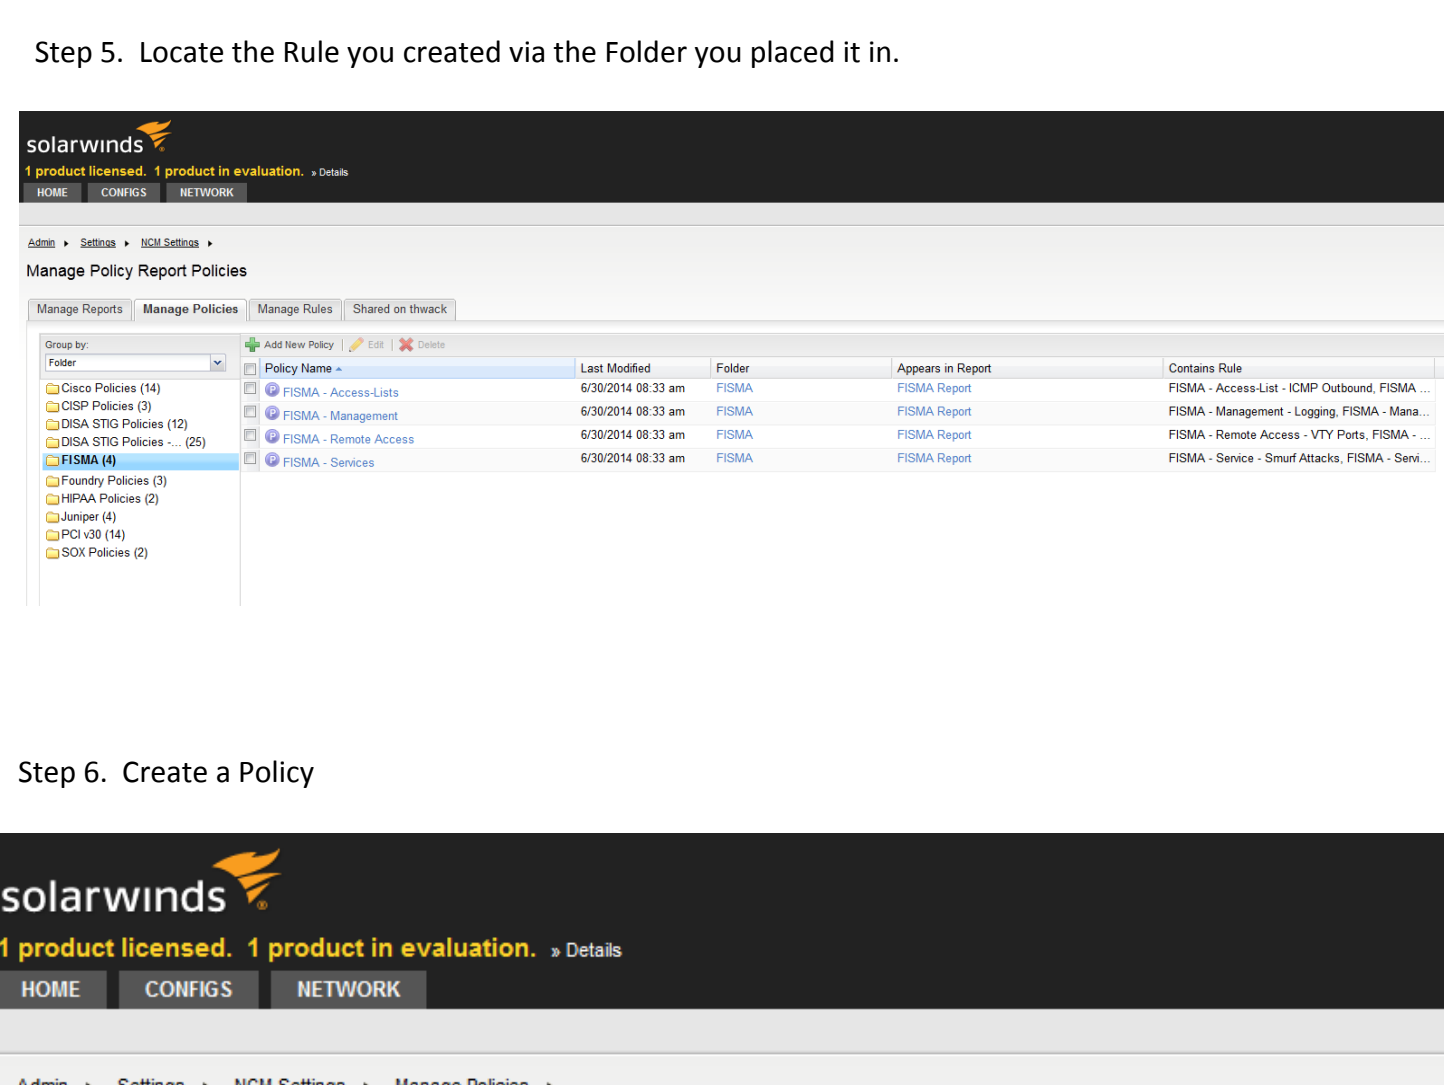 Step 5.  Locate the Rule you created via the Folder you placed it in.
solarwinds
1 product licensed.  1 product in evaluation.  » Details
HOME CONFIGS NETWORK
Admin Settings NCM Settings
Manage Policy Report Policies
Manage Reports Manage Policies Manage Rules Shared on thwack
Group by:
Folder
Cisco Policies (14)
CISP Policies (3)
DISA STIG Policies (12)
DISA STIG Policies -... (25)
FISMA (4)
Foundry Policies (3)
HIPAA Policies (2)
Juniper (4)
PCI v30 (14)
SOX Policies (2)
Add New Policy | Edit | Delete
Policy Name Last Modified Folder Appears in Report Contains Rule
FISMA - Access-Lists 6/30/2014 08:33 am FISMA FISMA Report FISMA - Access-List - ICMP Outbound, FISMA ...
FISMA - Management 6/30/2014 08:33 am FISMA FISMA Report FISMA - Management - Logging, FISMA - Mana...
FISMA - Remote Access 6/30/2014 08:33 am FISMA FISMA Report FISMA - Remote Access - VTY Ports, FISMA - ...
FISMA - Services 6/30/2014 08:33 am FISMA FISMA Report FISMA - Service - Smurf Attacks, FISMA - Servi...
Step 6.  Create a Policy
solarwinds
1 product licensed.  1 product in evaluation.  » Details
HOME CONFIGS NETWORK
Admin Settings NCM Settings Manage Policies